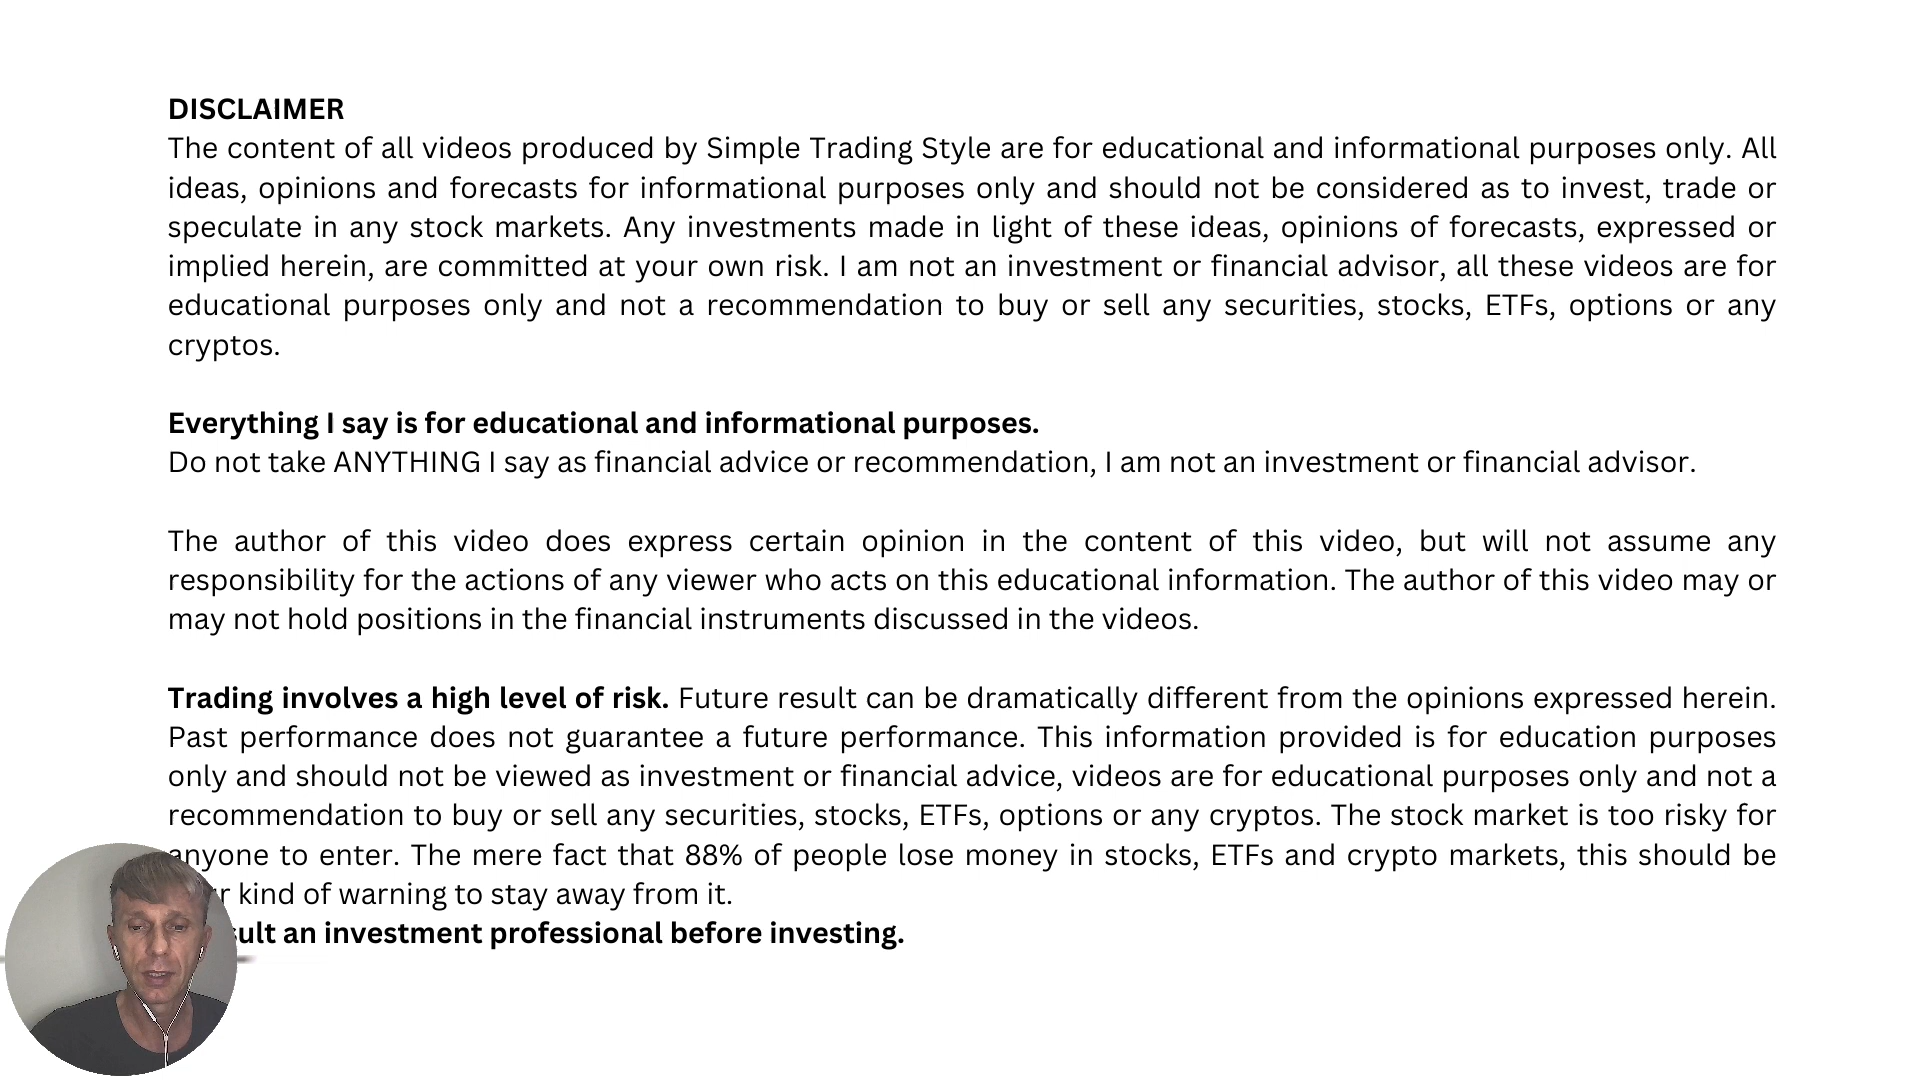 DISCLAIMER
The content of all videos produced by Simple Trading Style are for educational and informational purposes only. All
ideas, opinions and forecasts for informational purposes only and should not be considered as to invest, trade or
speculate in any stock markets. Any investments made in light of these ideas, opinions of forecasts, expressed or
implied herein, are committed at your own risk. I am not an investment or financial advisor, all these videos are for
educational purposes only and not a recommendation to buy or sell any securities, stocks, ETFs, options or any
cryptos.
Everything I say is for educational and informational purposes.
Do not take ANYTHING I say as financial advice or recommendation, I am not an investment or financial advisor.
The author of this video does express certain opinion in the content of this video, but will not assume any
responsibility for the actions of any viewer who acts on this educational information. The author of this video may or
may not hold positions in the financial instruments discussed in the videos.
Trading involves a high level of risk. Future result can be dramatically different from the opinions expressed herein.
Past performance does not guarantee a future performance. This information provided is for education purposes
only and should not be viewed as investment or financial advice, videos are for educational purposes only and not a
recommendation to buy or sell any securities, stocks, ETFs, options or any cryptos. The stock market is too risky for
anyone to enter. The mere fact that 88% of people lose money in stocks, ETFs and crypto markets, this should be
kind of warning to stay away from it.
an investment professional before investing.